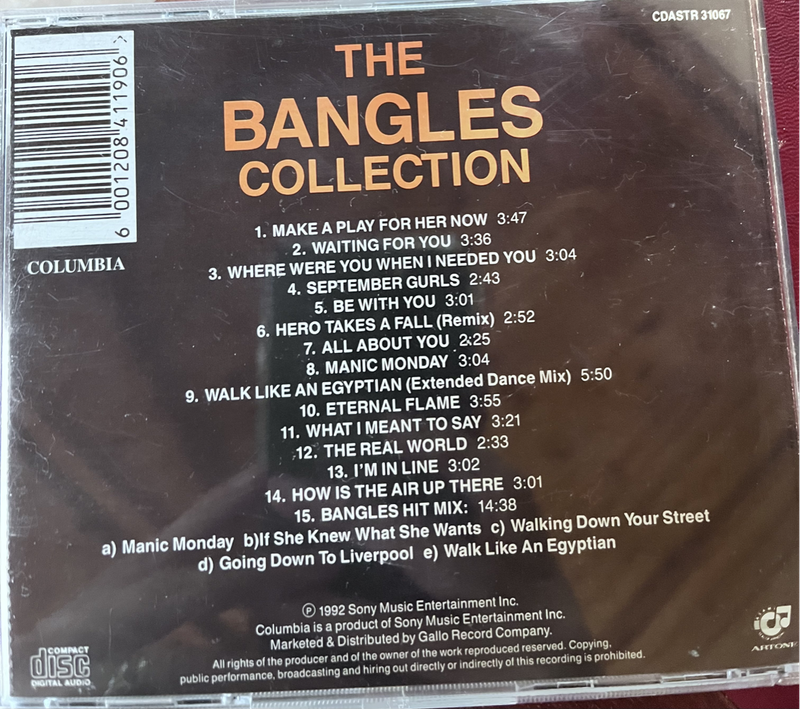 CDASTR 31067
THE
BANGLES
COLLECTION
6 001208 411906 >
COLUMBIA
1. MAKE A PLAY FOR HER NOW 3:47
2. WAITING FOR YOU 3:36
3. WHERE WERE YOU WHEN I NEEDED YOU 3:04
4. SEPTEMBER GURLS 2:43
5. BE WITH YOU 3:01
6. HERO TAKES A FALL (Remix) 2:52
7. ALL ABOUT YOU 2:25
8. MANIC MONDAY 3:04
9. WALK LIKE AN EGYPTIAN (Extended Dance Mix) 5:50
10. ETERNAL FLAME 3:55
11. WHAT I MEANT TO SAY 3:21
12. THE REAL WORLD 2:33
13. I'M IN LINE 3:02
14. HOW IS THE AIR UP THERE 3:01
15. BANGLES HIT MIX: 14:38
a) Manic Monday b)If She Knew What She Wants c) Walking Down Your Street
d) Going Down To Liverpool e) Walk Like An Egyptian
Ⓟ 1992 Sony Music Entertainment Inc.
Columbia is a product of Sony Music Entertainment Inc.
Marketed & Distributed by Gallo Record Company.
All rights of the producer and of the owner of the work reproduced reserved. Copying,
public performance, broadcasting and hiring out directly or indirectly of this recording is prohibited.
COMPACT
disc
DIGITAL AUDIO
ARTONE